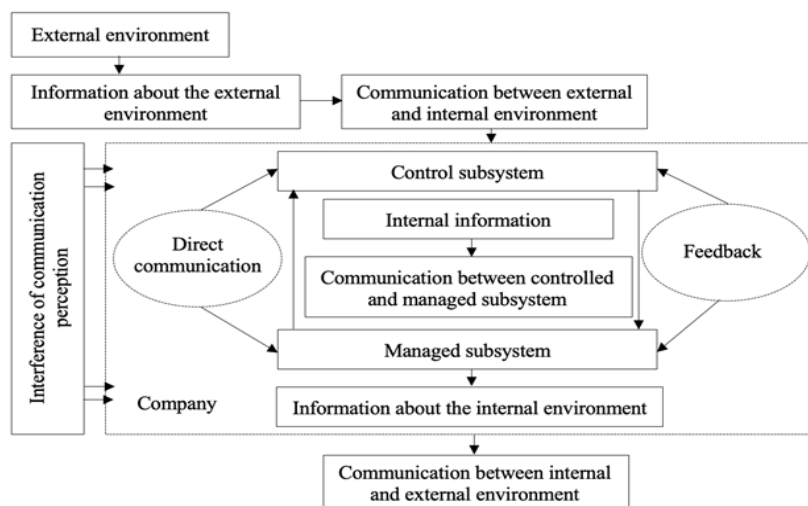 External environment
Information about the external
environment
Communication between external
and internal environment
Interference of communication
perception
Control subsystem
Internal information
Direct
communication
Feedback
Communication between controlled
and managed subsystem
Managed subsystem
Company
Information about the internal environment
Communication between internal
and external environment